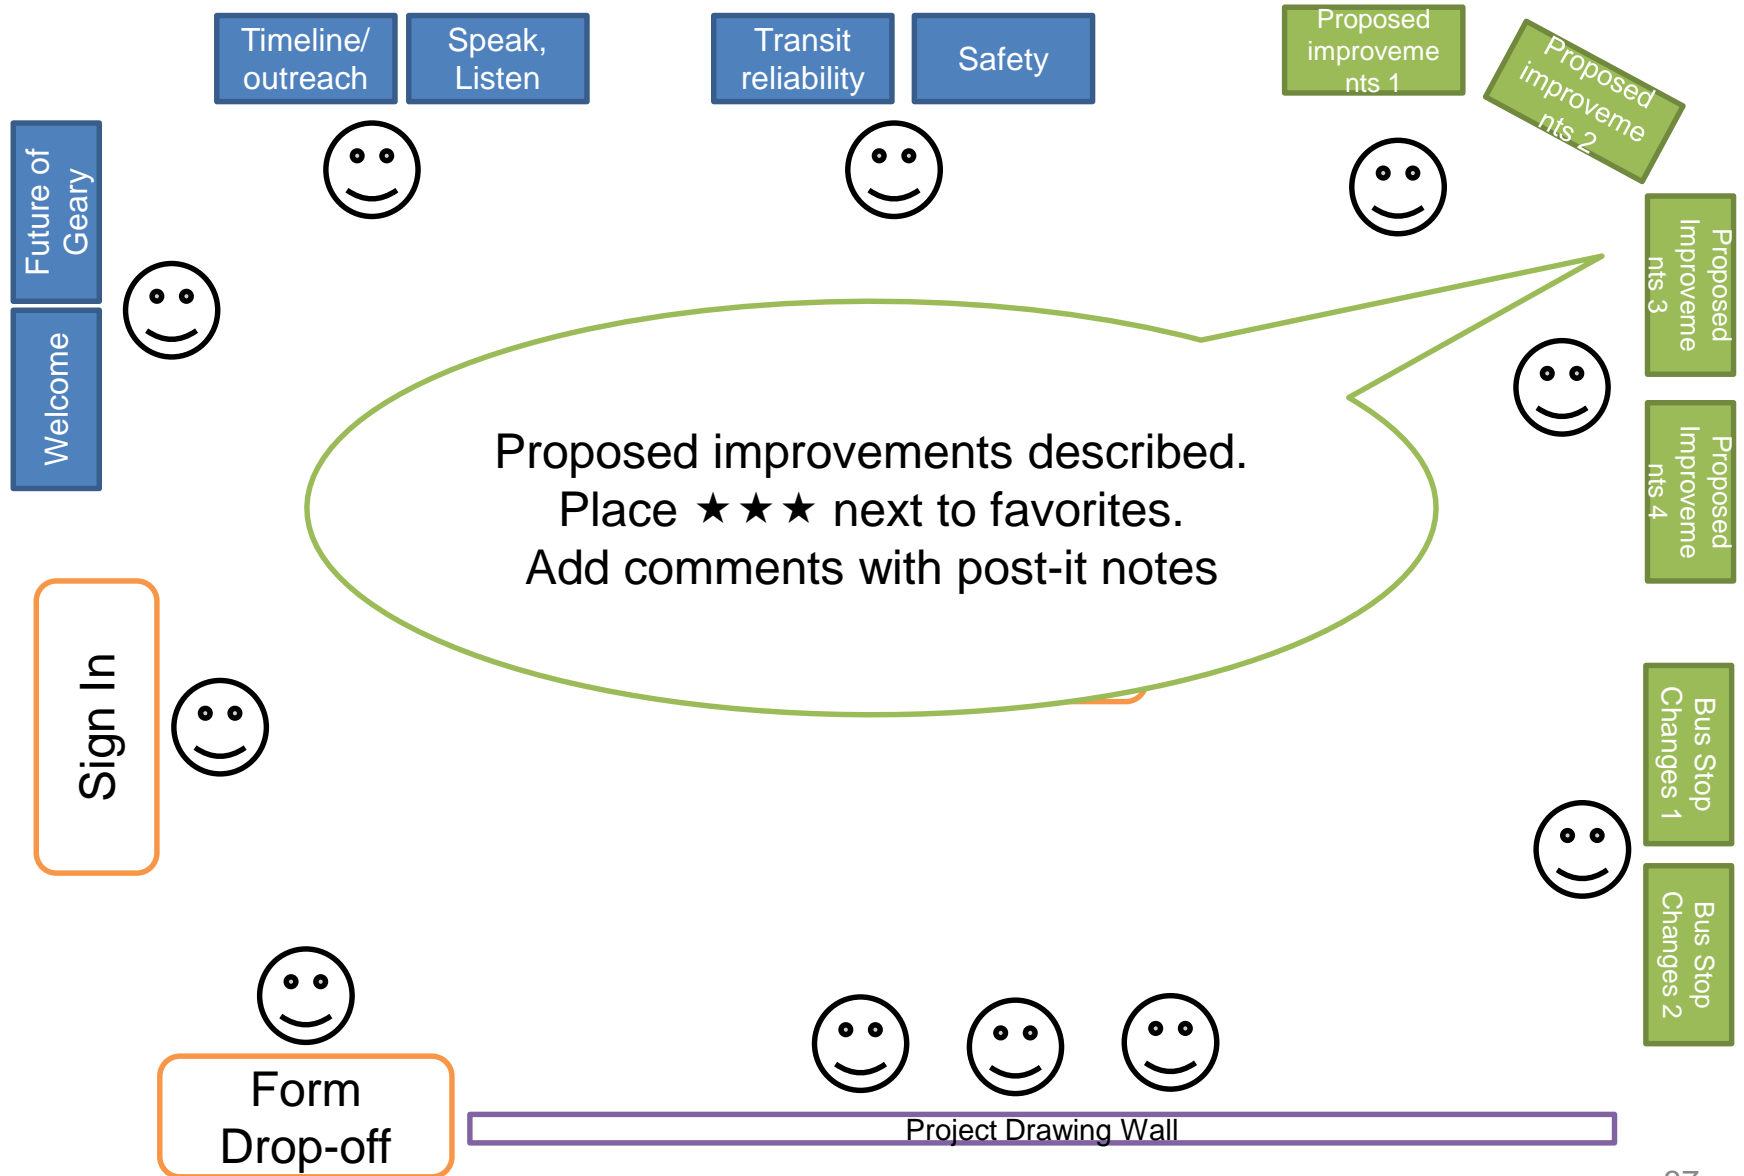 Timeline/
outreach
Speak,
Listen
Transit
reliability
Safety
Proposed
improveme
nts 1
Proposed
improveme
nts 2
Future of
Geary
Welcome
Proposed
Improveme
nts 3
Proposed
Improveme
nts 4
Proposed improvements described.
Place ★★★ next to favorites.
Add comments with post-it notes
Sign In
Bus Stop
Changes 1
Bus Stop
Changes 2
Form
Drop-off
Project Drawing Wall